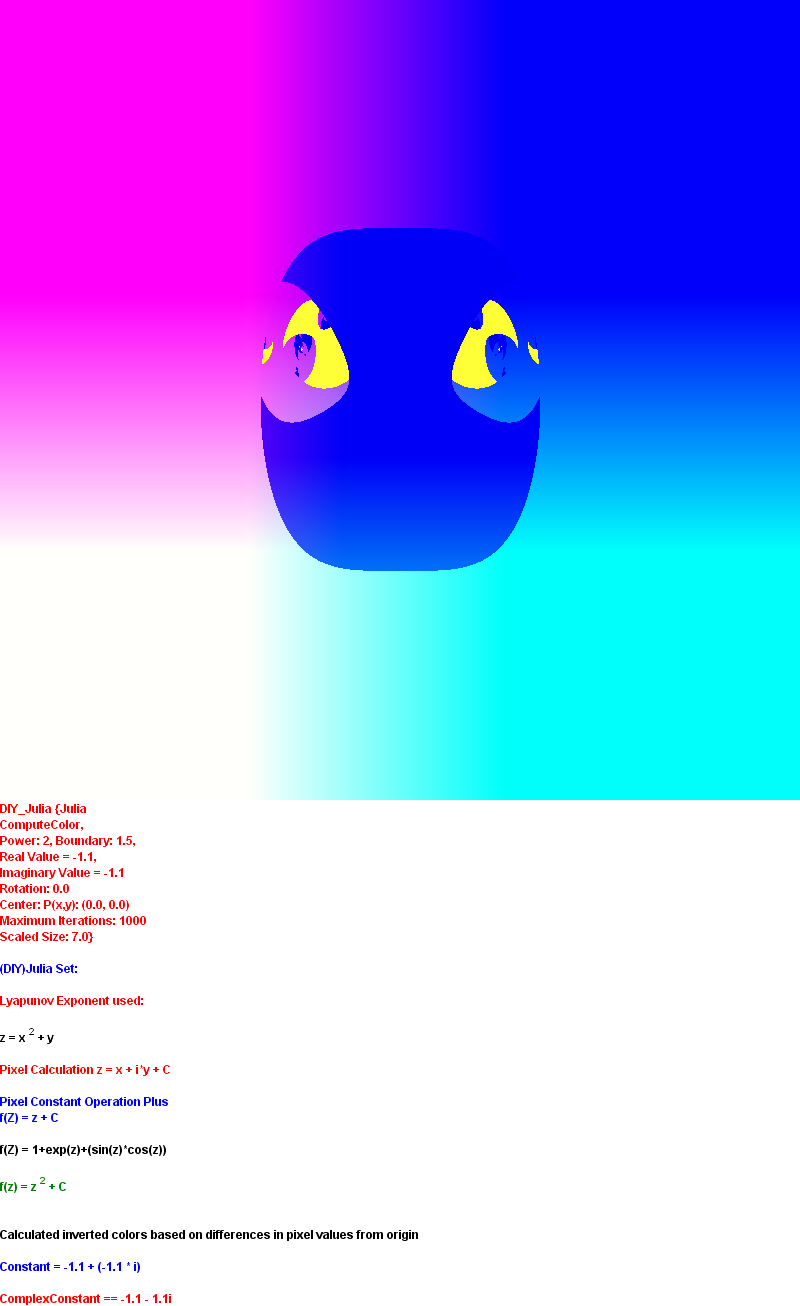 DIY_Julia {Julia
ComputeColor,
Power: 2, Boundary: 1.5,
Real Value = -1.1,
Imaginary Value = -1.1
Rotation: 0.0
Center: P(x,y): (0.0, 0.0)
Maximum Iterations: 1000
Scaled Size: 7.0}
(DIY)Julia Set:
Lyapunov Exponent used:
z = x 2 + y
Pixel Calculation z = x + i*y + C
Pixel Constant Operation Plus
f(Z) = z + C
f(Z) = 1+exp(z)+(sin(z)*cos(z))
f(z) = z 2 + C
Calculated inverted colors based on differences in pixel values from origin
Constant = -1.1 + (-1.1 * i)
ComplexConstant == -1.1 - 1.1i